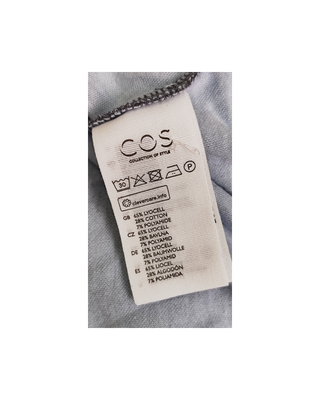 COS
COLLECTION OF STYLE
30 P
clevercare.info
GB 65% LYOCELL
28% COTTON
7% POLYAMIDE
CZ 65% LYOCELL
28% BAVLNA
7% POLYAMID
DE 65% LYOCELL
28% BAUMWOLLE
7% POLYAMID
ES 65% LIOCEL
28% ALGODÓN
7% POLIAMIDA